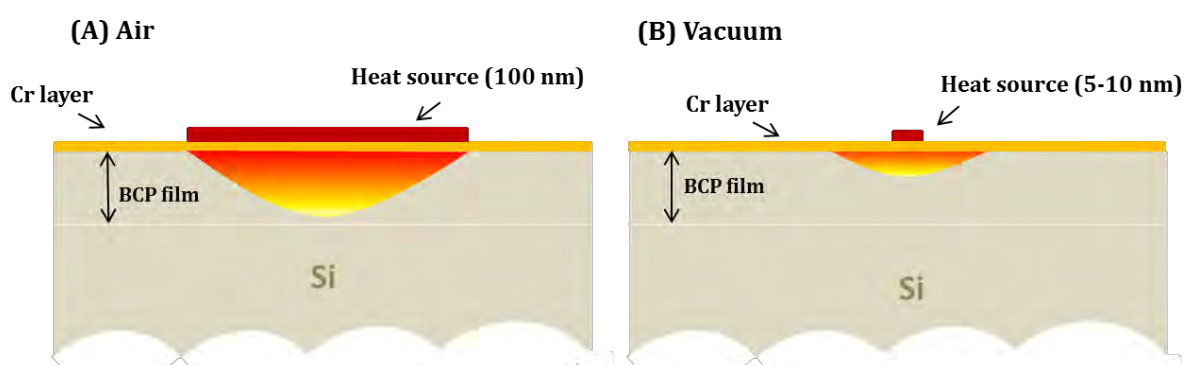 (A) Air
Cr layer
Heat source (100 nm)
BCP film
Si
(B) Vacuum
Cr layer
Heat source (5-10 nm)
BCP film
Si